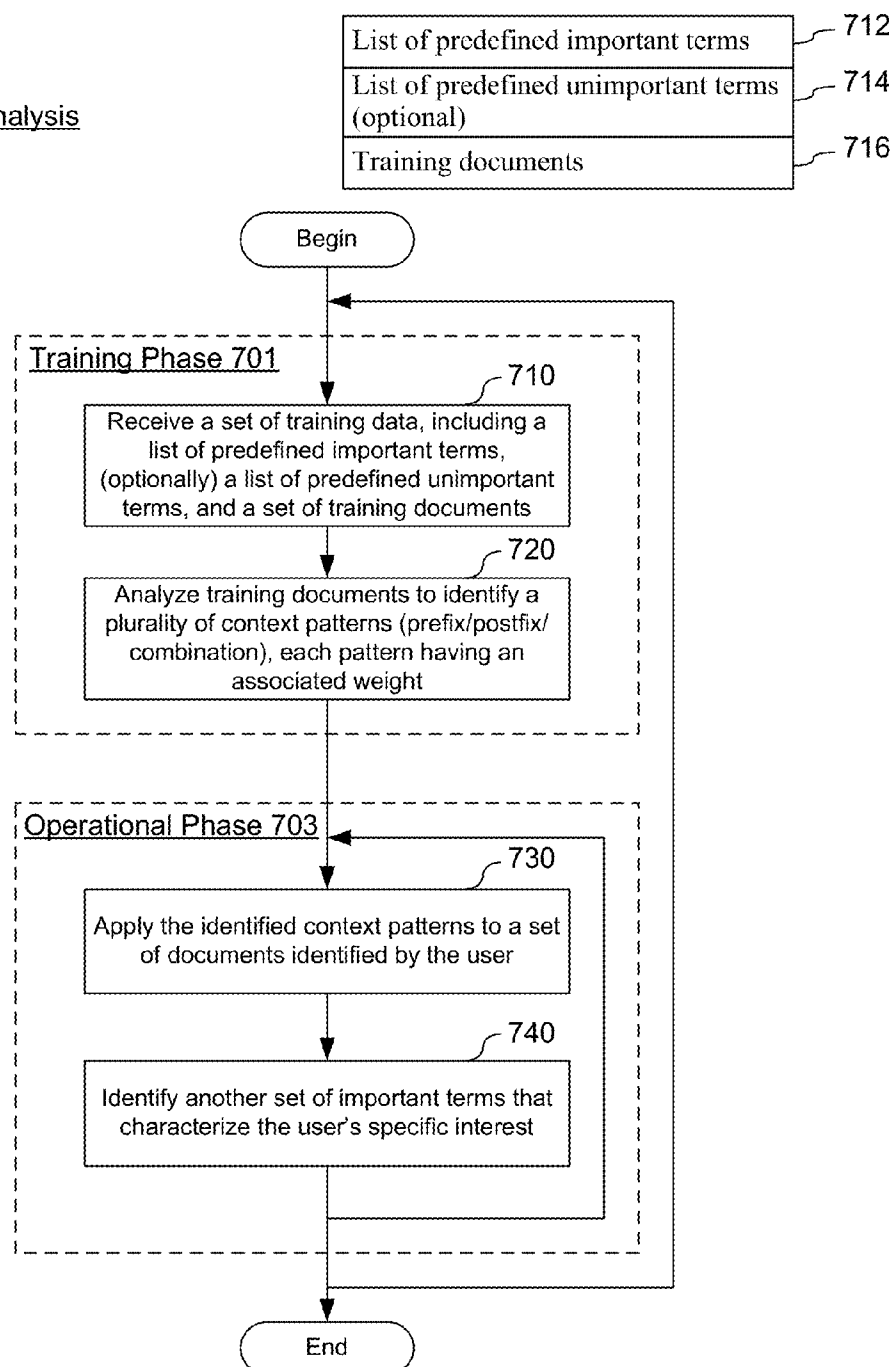 712
List of predefined important terms
714
List of predefined unimportant terms
(optional)
nalysis
716
Training documents
Begin
Training Phase 701
710
Receive a set of training data, including a
list of predefined important terms,
(optionally) a list of predefined unimportant
terms, and a set of training documents
720
Analyze training documents to identify a
plurality of context patterns (prefix/postfix/
combination), each pattern having an
associated weight
Operational Phase 703
730
Apply the identified context patterns to a set
of documents identified by the user
740
Identify another set of important terms that
characterize the user's specific interest
End